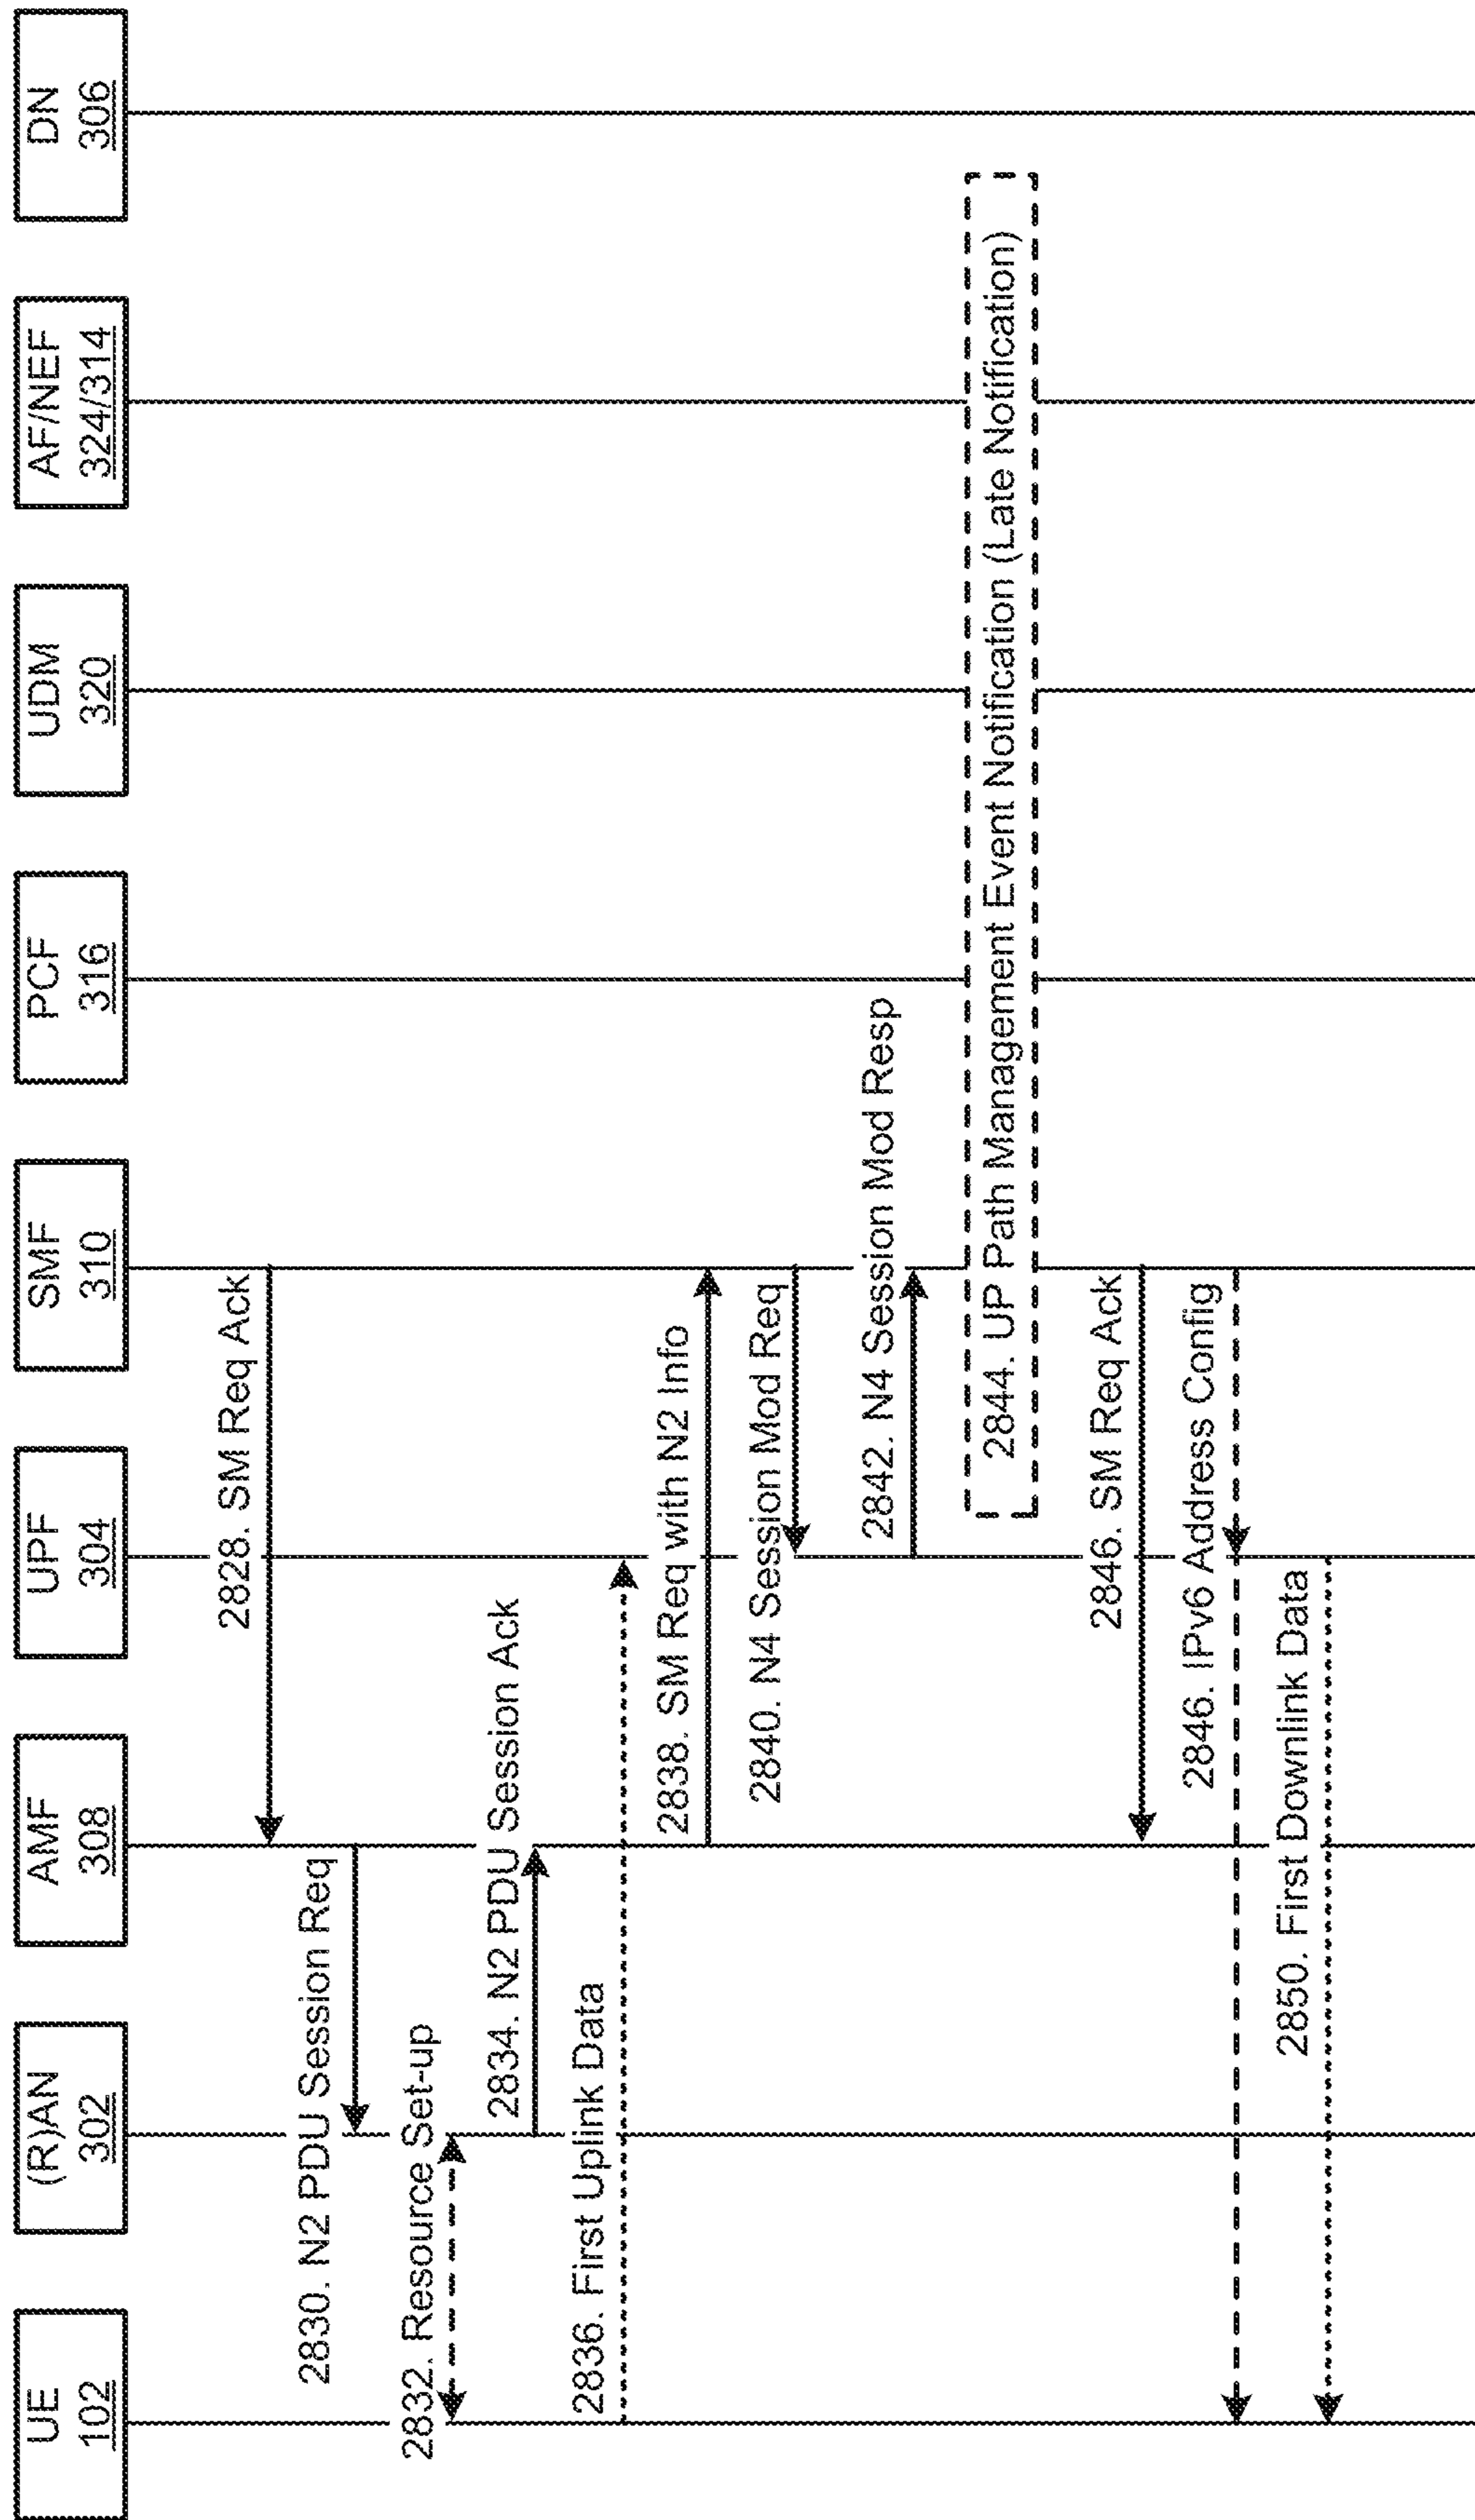 UE
102
(R)AN
302
AMF
308
UPF
304
SMF
310
PCF
316
UDM
320
AF/NEF
324/314
DN
306
2828. SM Req Ack
2830. N2 PDU Session Req
2832. Resource Set-up
2834. N2 PDU Session Ack
2836. First Uplink Data
2838. SM Req with N2 Info
2840. N4 Session Mod Req
2842. N4 Session Mod Resp
2844. UP Path Management Event Notification (Late Notification)
2846. SM Req Ack
2846. IPv6 Address Config
2850. First Downlink Data